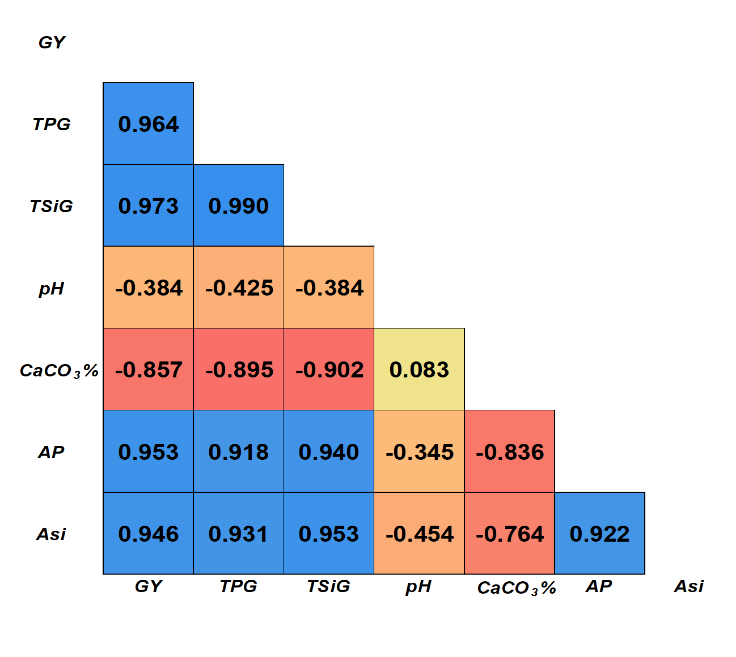 GY
TPG 0.964
TSiG 0.973 0.990
pH -0.384 -0.425 -0.384
CaCO₃% -0.857 -0.895 -0.902 0.083
AP 0.953 0.918 0.940 -0.345 -0.836
Asi 0.946 0.931 0.953 -0.454 -0.764 0.922
GY TPG TSiG pH CaCO₃% AP Asi